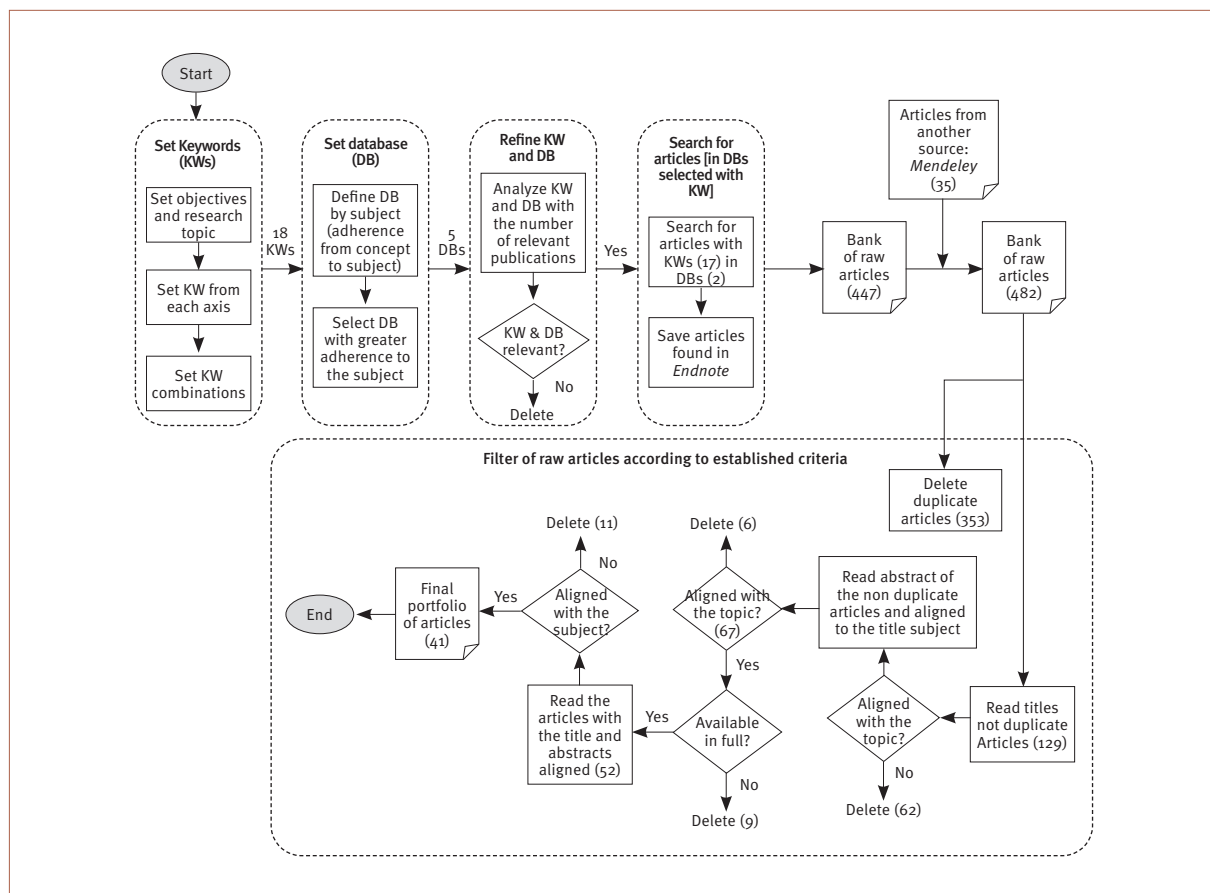 Start
Set Keywords
(KWs)
Set objectives
and research
topic
Set KW from
each axis
Set KW
combinations
18
KWs
Set database
(DB)
Define DB
by subject
(adherence
from concept
to subject)
Select DB
with greater
adherence to
the subject
5
DBs
Refine KW
and DB
Analyze KW
and DB with
the number
of relevant
publications
KW & DB
relevant?
No
Delete
Yes
Search for
articles [in DBs
selected with
KW]
Search for
articles with
KWs (17) in
DBs (2)
Save articles
found in
Endnote
Bank
of raw
articles
(447)
Articles from
another
source:
Mendeley
(35)
Bank
of raw
articles
(482)
Filter of raw articles according to established criteria
Delete
duplicate
articles (353)
Read titles
not duplicate
Articles (129)
Aligned
with the
topic?
No
Delete (62)
Read abstract of
the non duplicate
articles and aligned
to the title subject
Aligned with
the topic?
(67)
Delete (6)
Yes
Available
in full?
No
Delete (9)
Yes
Read the
articles with
the title and
abstracts
aligned (52)
Aligned
with the
subject?
No
Delete (11)
Yes
Final
portfolio
of articles
(41)
End